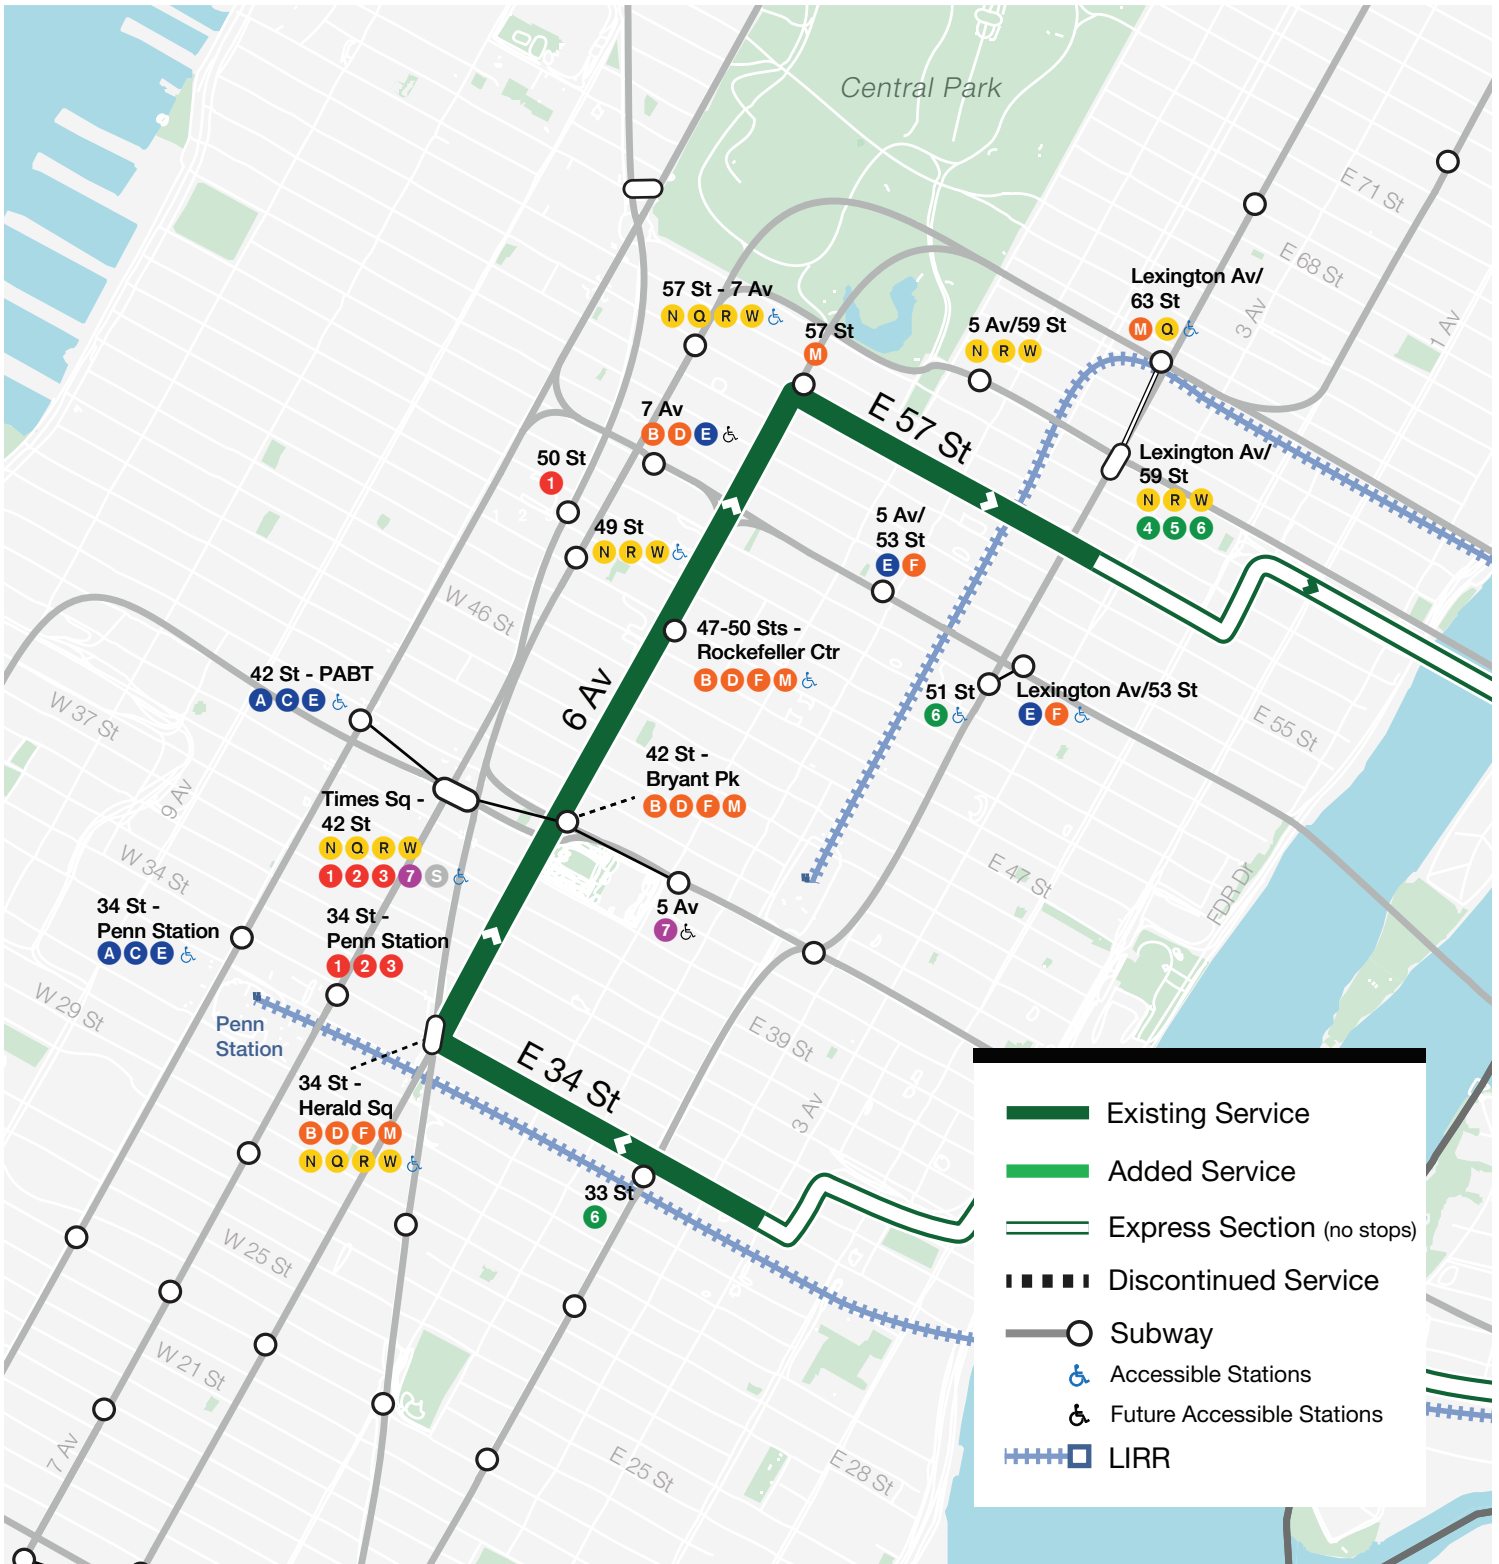 Central Park
E 71 St
E 68 St
3 Av
1 Av
Lexington Av/
63 St
M Q
57 St - 7 Av
N Q R W
57 St
M
5 Av/59 St
N R W
E 57 St
7 Av
B D E
50 St
1
49 St
N R W
Lexington Av/
59 St
N R W
4 5 6
5 Av/
53 St
E F
W 46 St
47-50 Sts -
Rockefeller Ctr
B D F M
6 Av
42 St - PABT
A C E
W 37 St
51 St
6
Lexington Av/53 St
E F
E 55 St
42 St -
Bryant Pk
B D F M
9 Av
Times Sq -
42 St
N Q R W
1 2 3 7 S
W 34 St
E 47 St
FDR Dr
5 Av
7
34 St -
Penn Station
A C E
34 St -
Penn Station
1 2 3
W 29 St
Penn
Station
E 39 St
E 34 St
3 Av
34 St -
Herald Sq
B D F M
N Q R W
33 St
6
W 25 St
W 21 St
7 Av
E 25 St
E 28 St
Existing Service
Added Service
Express Section (no stops)
Discontinued Service
Subway
Accessible Stations
Future Accessible Stations
LIRR